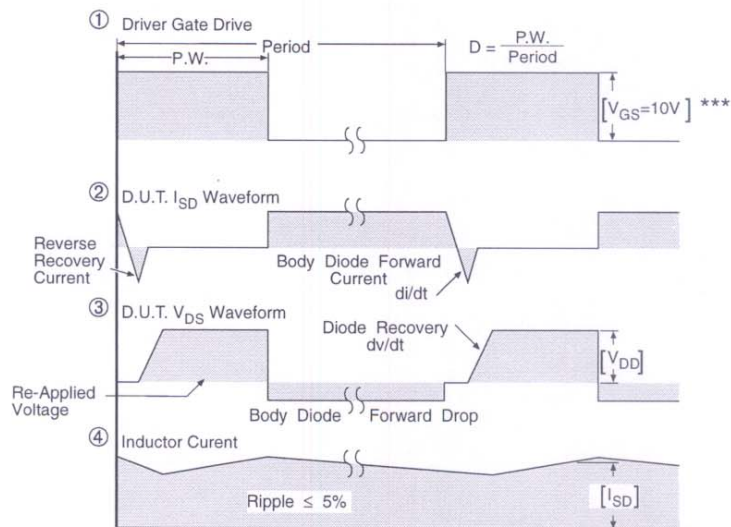 ① Driver Gate Drive
Period
P.W.
D = P.W. / Period
[VGS=10V] ***
② D.U.T. ISD Waveform
Reverse
Recovery
Current
Body Diode Forward
Current
di/dt
③ D.U.T. VDS Waveform
Diode Recovery
dv/dt
[VDD]
Re-Applied
Voltage
Body Diode Forward Drop
④ Inductor Curent
Ripple ≤ 5%
[ISD]